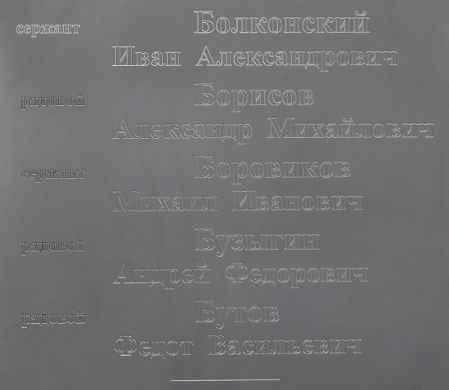 сержант Болконский
Иван Александрович
рядовой Борисов
Александр Михайлович
сержант Боровиков
Михаил Иванович
рядовой Бузыгин
Андрей Федорович
рядовой Бутов
Федот Васильевич